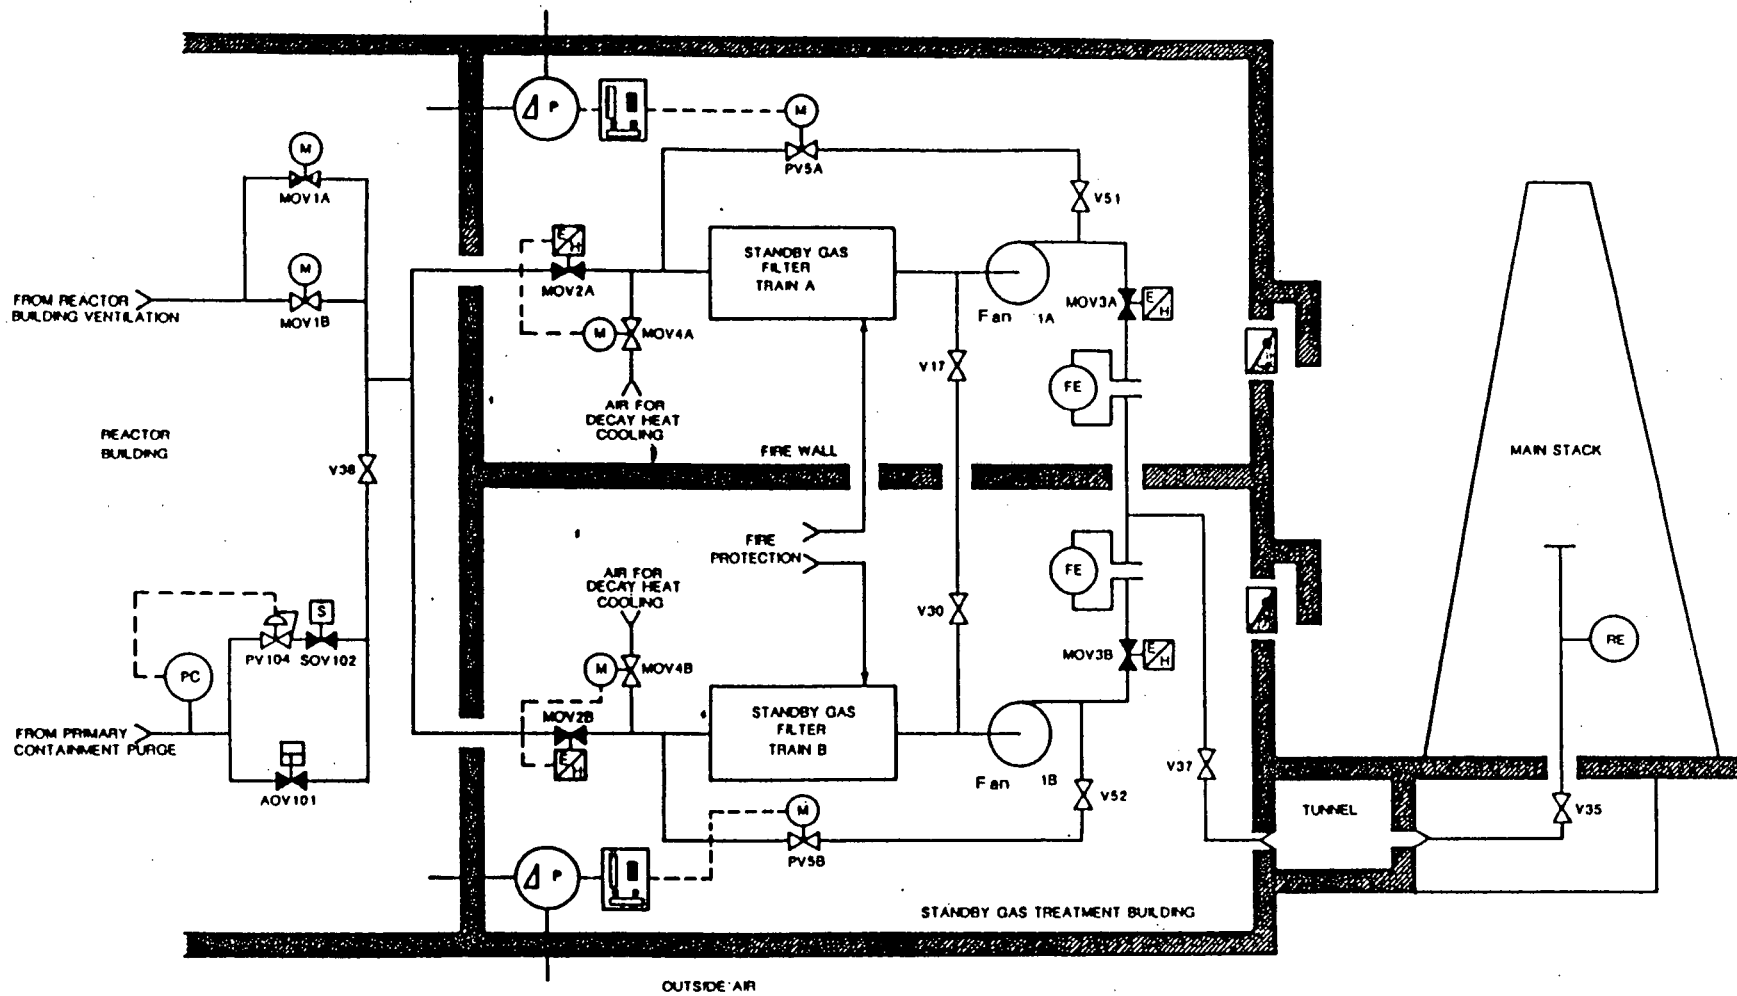 Δ P
M
PV5A
V51
M
MOV1A
E/H
MOV2A
STANDBY GAS
FILTER
TRAIN A
M
MOV1B
FROM REACTOR
BUILDING VENTILATION
M
MOV4A
Fan 1A
MOV3A
E/H
V17
FE
AIR FOR
DECAY HEAT
COOLING
REACTOR
BUILDING
FIRE WALL
MAIN STACK
V38
FIRE
PROTECTION
AIR FOR
DECAY HEAT
COOLING
FE
V30
S
PV104
SOV102
PC
M
MOV4B
MOV3B
E/H
RE
FROM PRIMARY
CONTAINMENT PURGE
MOV2B
E/H
STANDBY GAS
FILTER
TRAIN B
Fan 1B
V52
V37
AOV101
M
PV5B
TUNNEL
V35
Δ P
STANDBY GAS TREATMENT BUILDING
OUTSIDE AIR